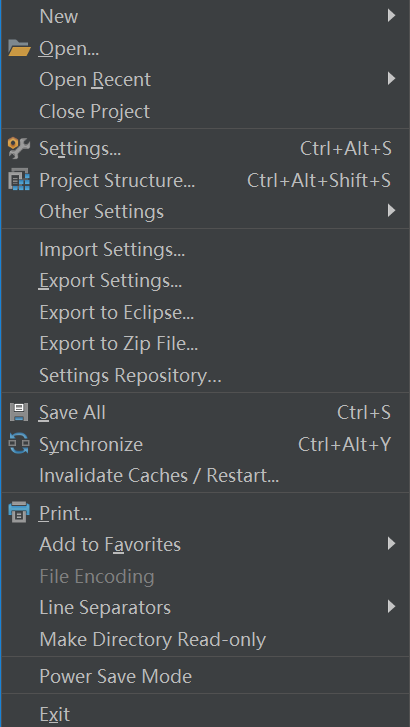 New
Open...
Open Recent
Close Project
Settings... Ctrl+Alt+S
Project Structure... Ctrl+Alt+Shift+S
Other Settings
Import Settings...
Export Settings...
Export to Eclipse...
Export to Zip File...
Settings Repository...
Save All Ctrl+S
Synchronize Ctrl+Alt+Y
Invalidate Caches / Restart...
Print...
Add to Favorites
File Encoding
Line Separators
Make Directory Read-only
Power Save Mode
Exit